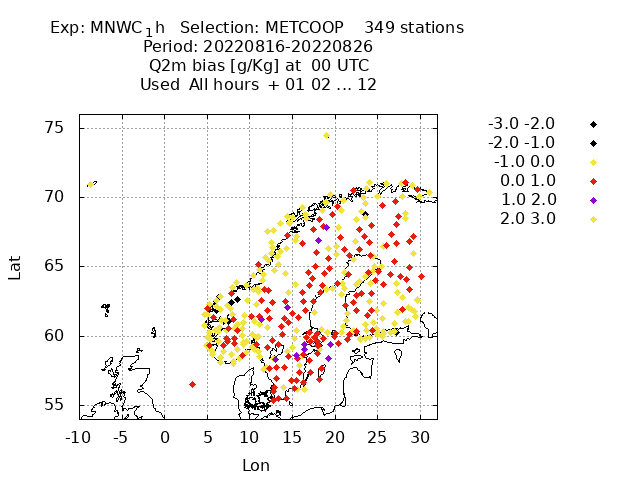 Exp: MNWC1h   Selection: METCOOP    349 stations
Period: 20220816-20220826
Q2m bias [g/Kg] at  00 UTC
Used  All hours  + 01 02 ... 12
-3.0 -2.0
-2.0 -1.0
-1.0 0.0
0.0 1.0
1.0 2.0
2.0 3.0
75
70
65
60
55
Lat
-10 -5 0 5 10 15 20 25 30
Lon